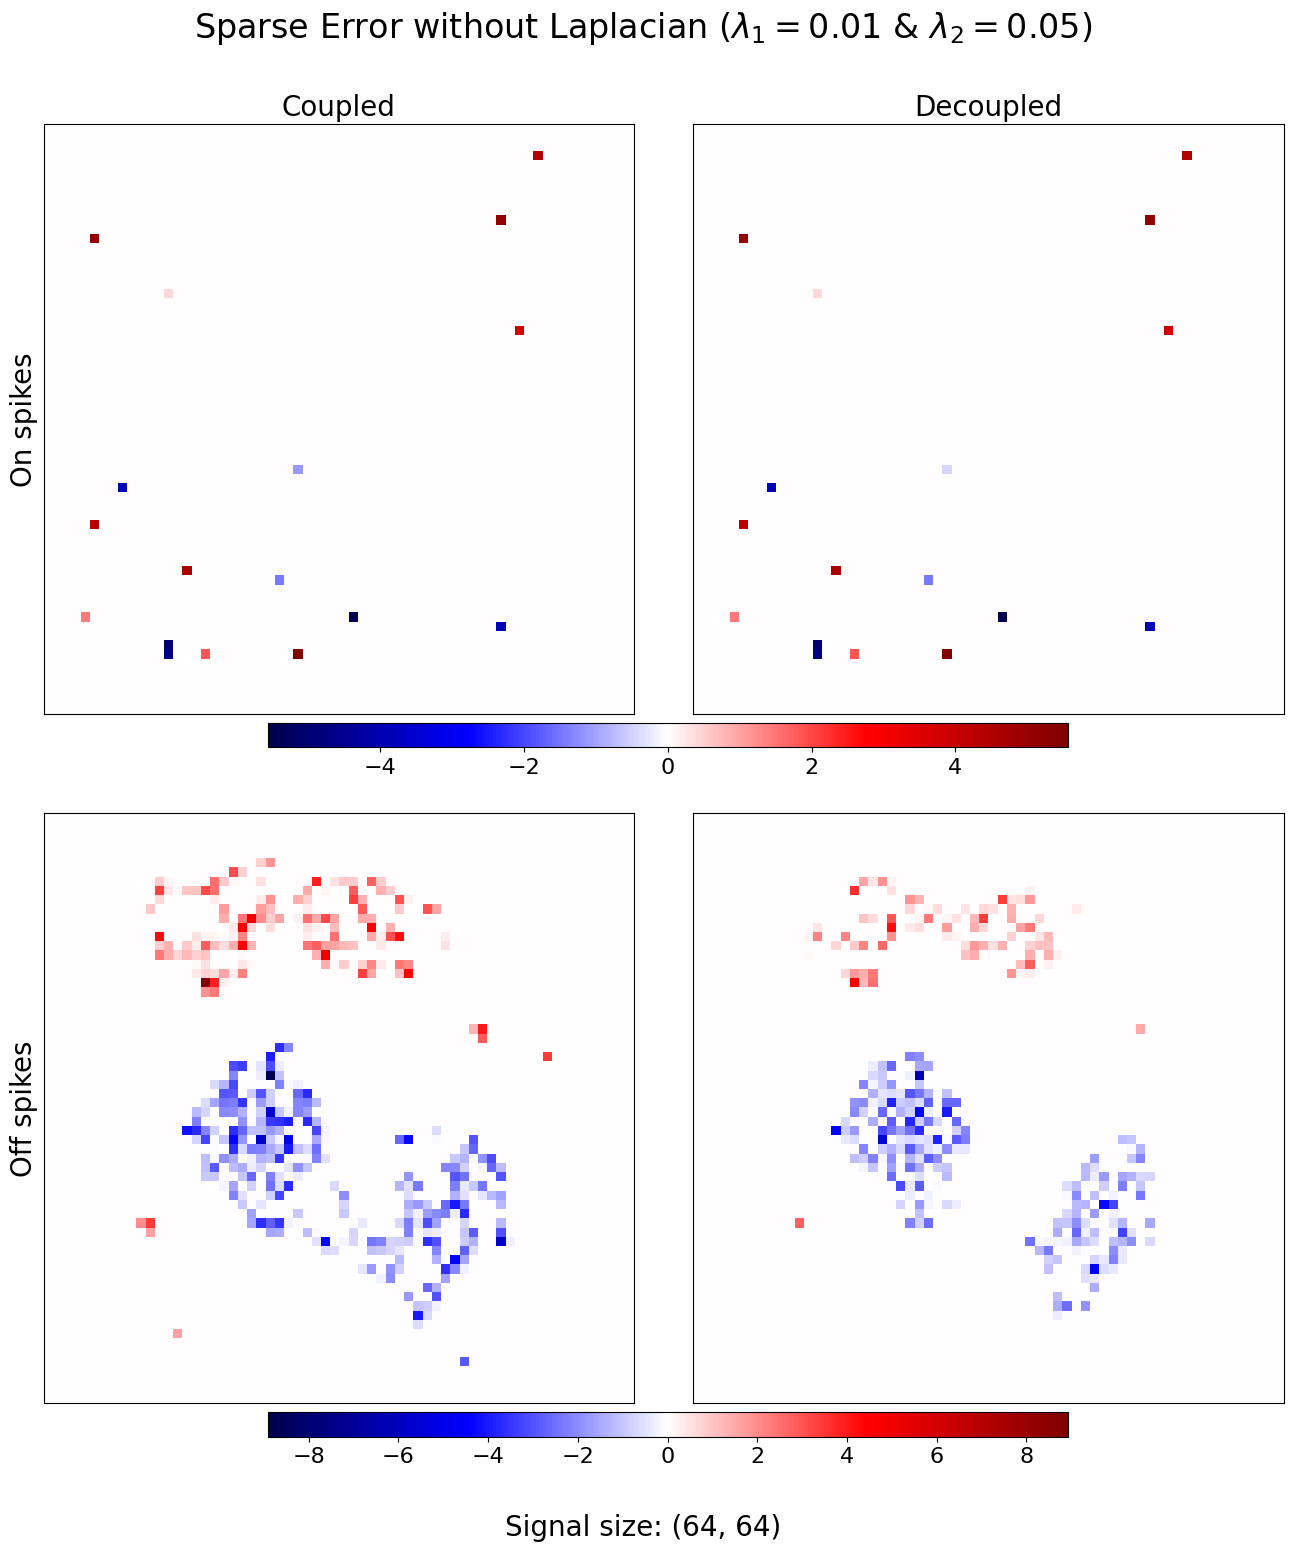 Sparse Error without Laplacian (λ₁ = 0.01 & λ₂ = 0.05)
Coupled Decoupled
On spikes
−4 −2 0 2 4
Off spikes
−8 −6 −4 −2 0 2 4 6 8
Signal size: (64, 64)